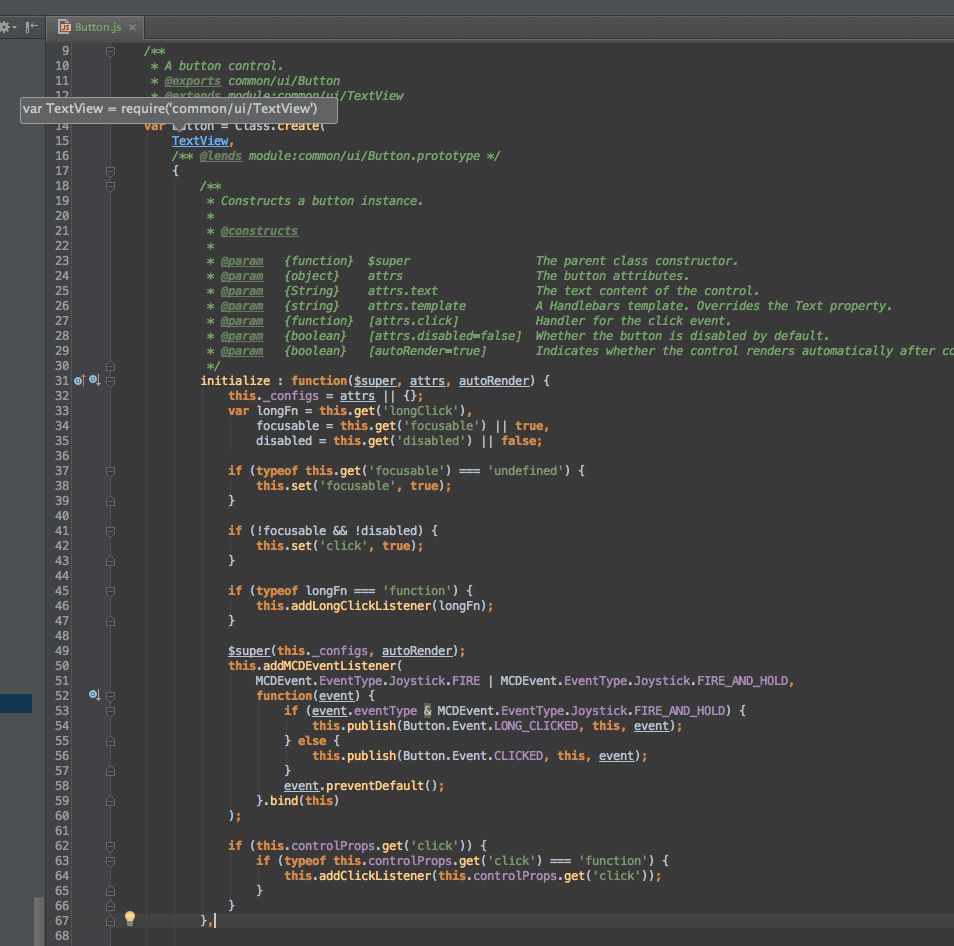 Button.js
9 /**
10 * A button control.
11 * @exports common/ui/Button
12 * @extends module:common/ui/TextView
var TextView = require('common/ui/TextView')
14 var Button = Class.create(
15 TextView,
16 /** @lends module:common/ui/Button.prototype */
17 {
18 /**
19 * Constructs a button instance.
20 *
21 * @constructs
22 *
23 * @param {function} $super The parent class constructor.
24 * @param {object} attrs The button attributes.
25 * @param {String} attrs.text The text content of the control.
26 * @param {string} attrs.template A Handlebars template. Overrides the Text property.
27 * @param {function} [attrs.click] Handler for the click event.
28 * @param {boolean} [attrs.disabled=false] Whether the button is disabled by default.
29 * @param {boolean} [autoRender=true] Indicates whether the control renders automatically after co
30 */
31 initialize : function($super, attrs, autoRender) {
32 this._configs = attrs || {};
33 var longFn = this.get('longClick'),
34 focusable = this.get('focusable') || true,
35 disabled = this.get('disabled') || false;
36
37 if (typeof this.get('focusable') === 'undefined') {
38 this.set('focusable', true);
39 }
40
41 if (!focusable && !disabled) {
42 this.set('click', true);
43 }
44
45 if (typeof longFn === 'function') {
46 this.addLongClickListener(longFn);
47 }
48
49 $super(this._configs, autoRender);
50 this.addMCDEventListener(
51 MCDEvent.EventType.Joystick.FIRE | MCDEvent.EventType.Joystick.FIRE_AND_HOLD,
52 function(event) {
53 if (event.eventType & MCDEvent.EventType.Joystick.FIRE_AND_HOLD) {
54 this.publish(Button.Event.LONG_CLICKED, this, event);
55 } else {
56 this.publish(Button.Event.CLICKED, this, event);
57 }
58 event.preventDefault();
59 }.bind(this)
60 );
61
62 if (this.controlProps.get('click')) {
63 if (typeof this.controlProps.get('click') === 'function') {
64 this.addClickListener(this.controlProps.get('click'));
65 }
66 }
67 },
68